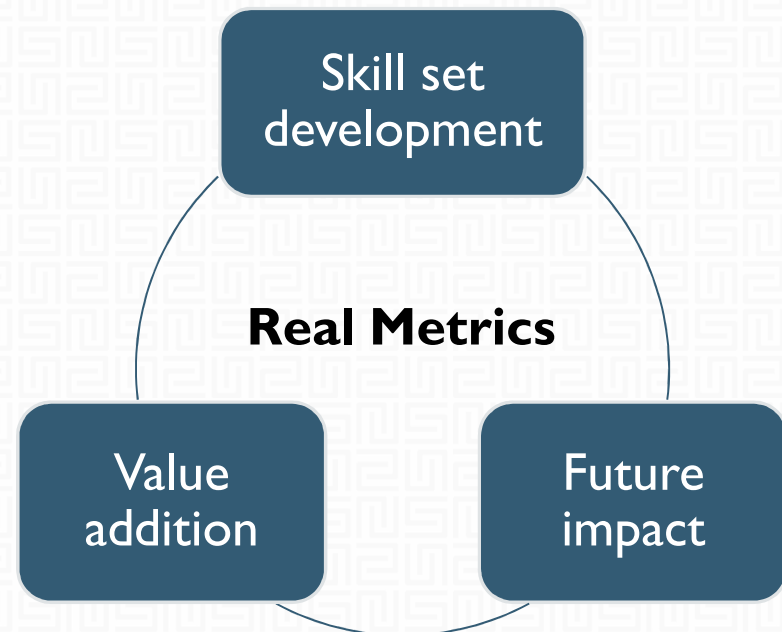 Skill set
development
Real Metrics
Value
addition
Future
impact